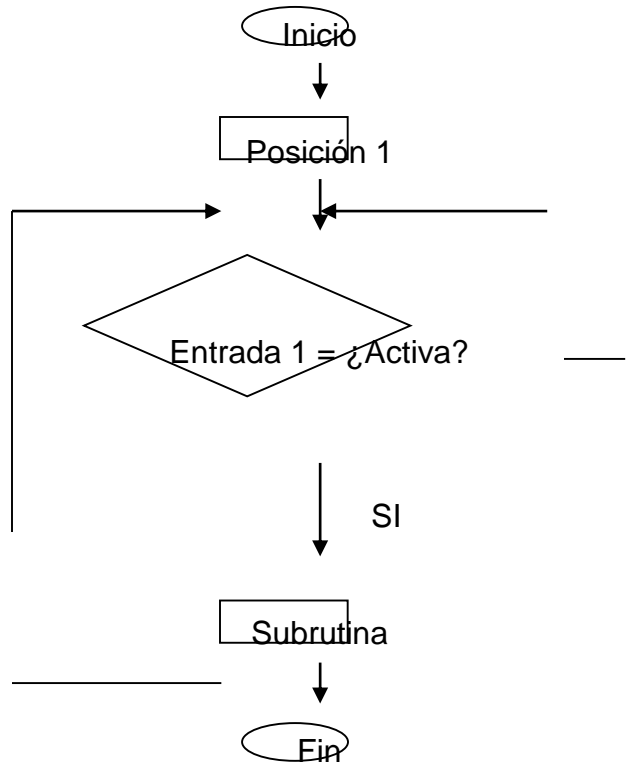 Inicio
Posición 1
Entrada 1 = ¿Activa?
SI
Subrutina
Fin